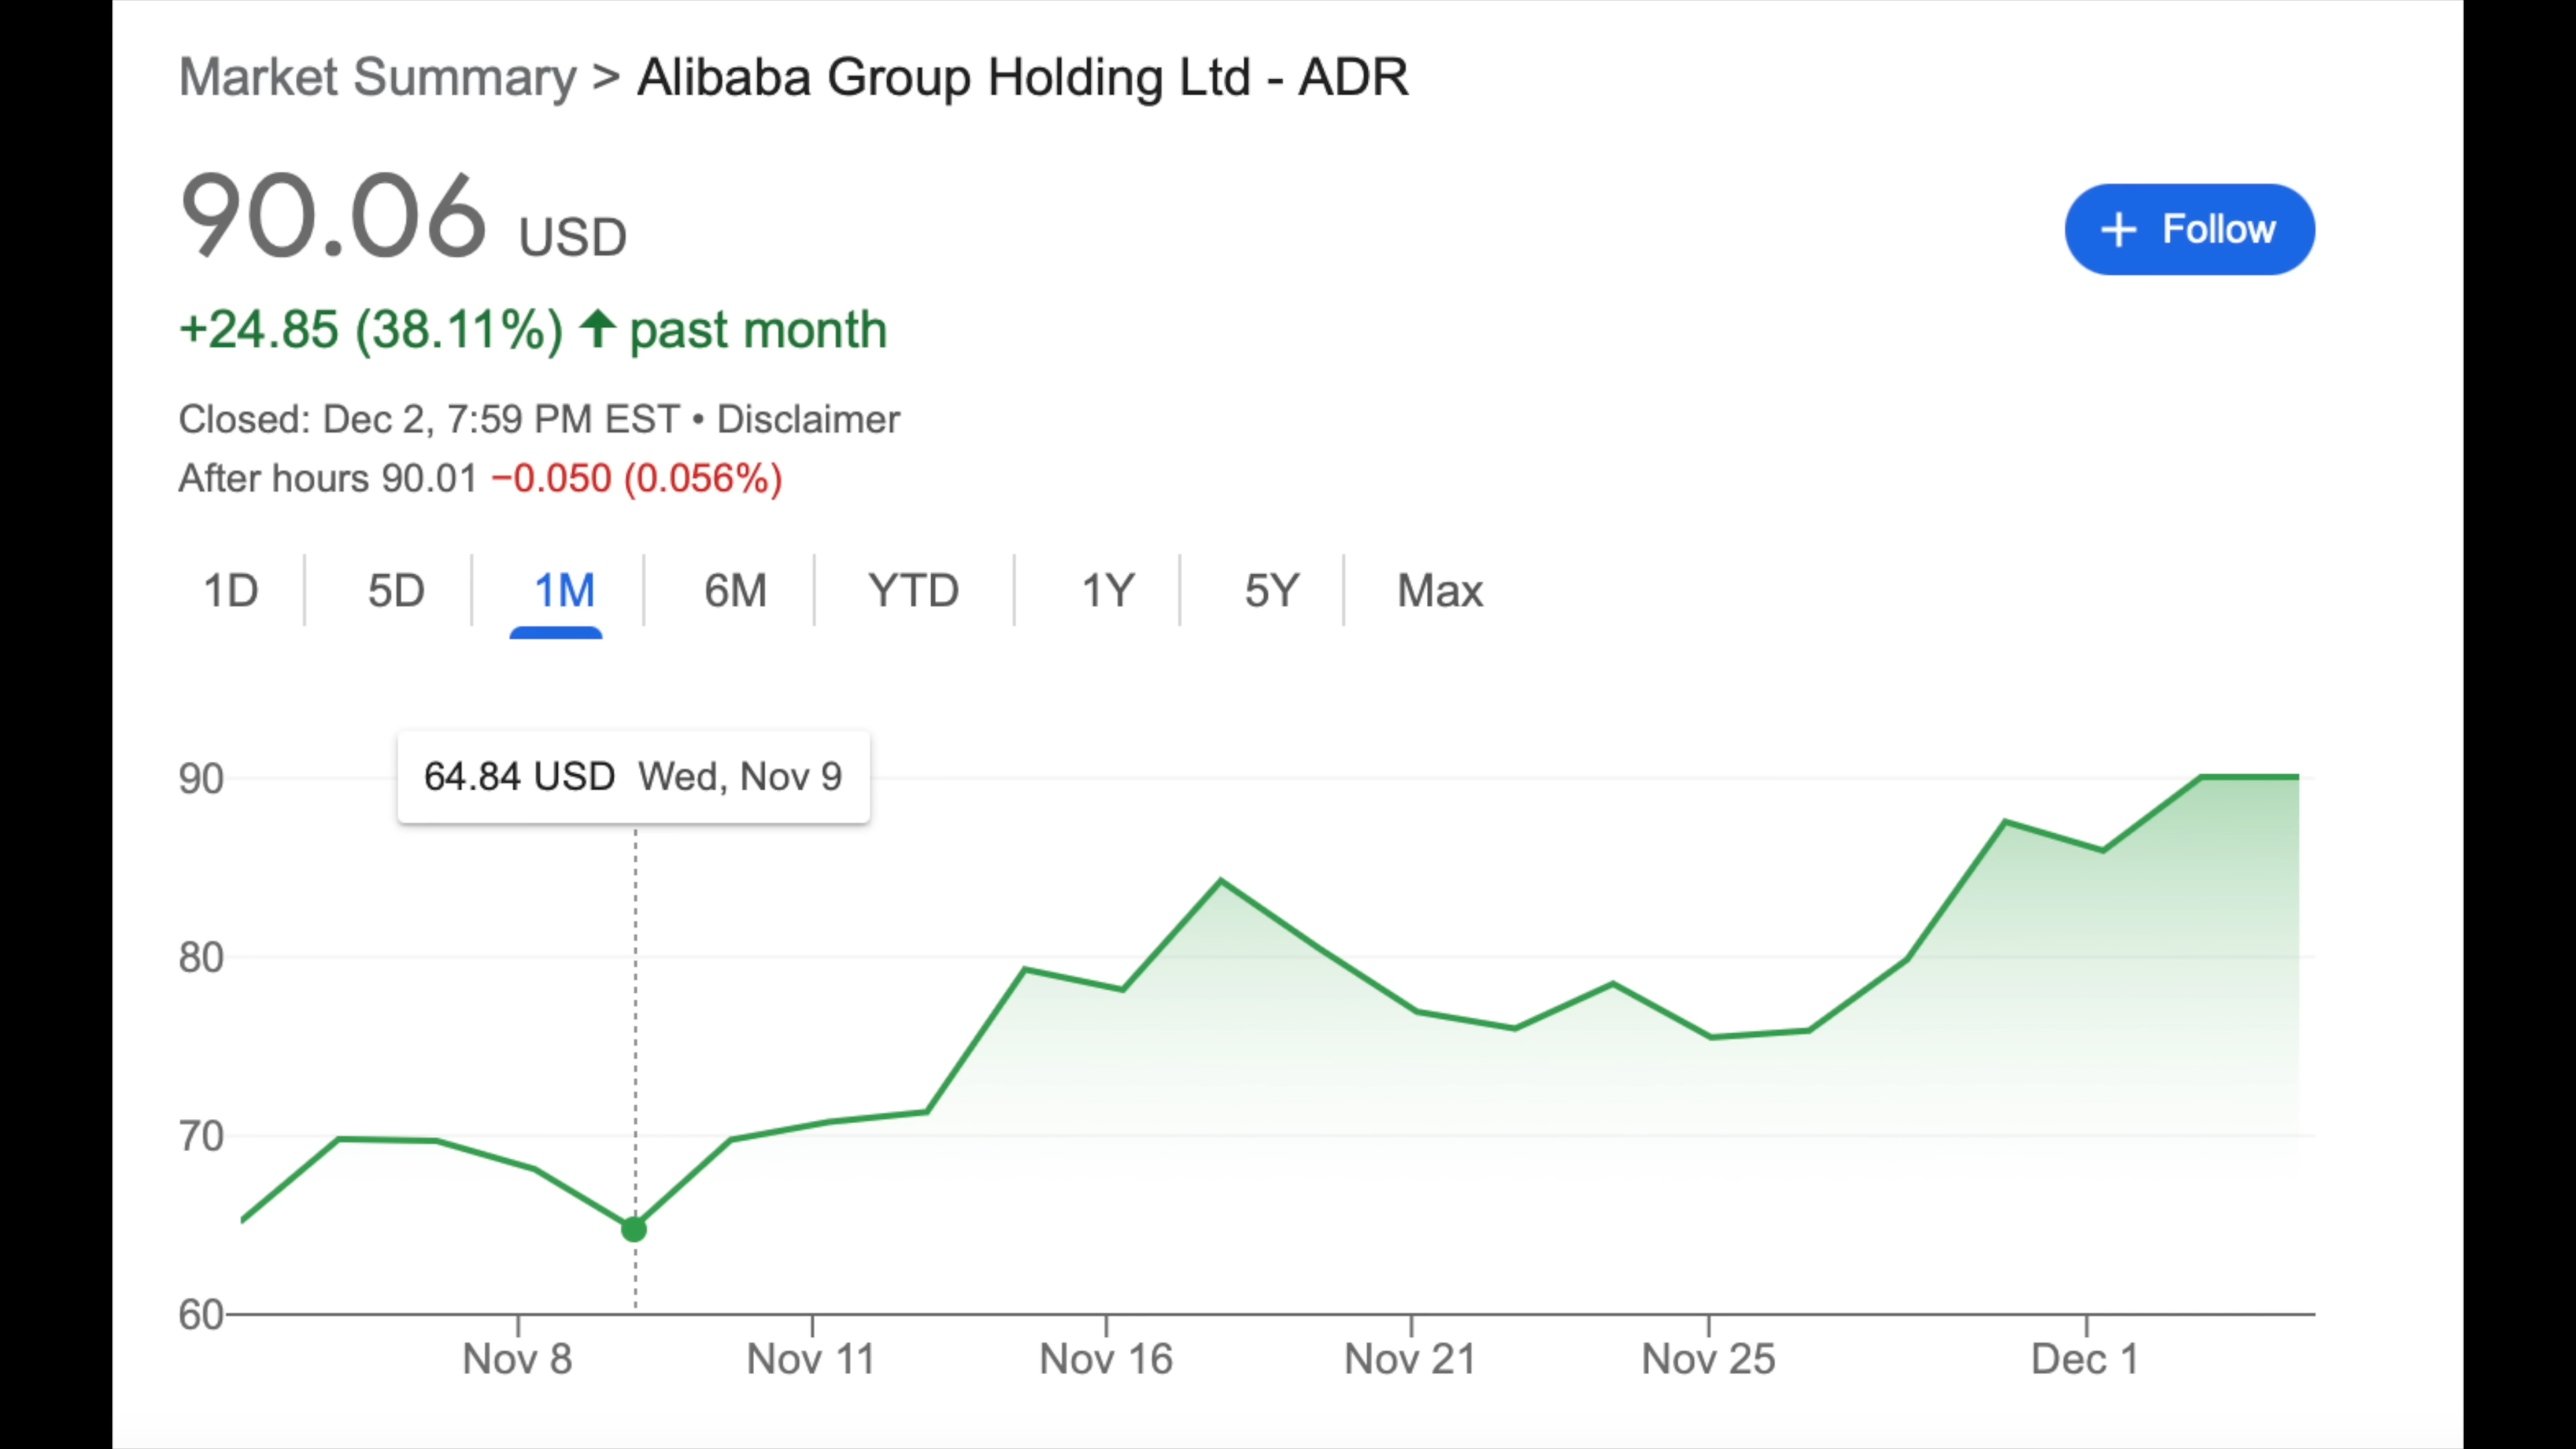 Market Summary > Alibaba Group Holding Ltd - ADR
90.06 USD
+ Follow
+24.85 (38.11%) ↑ past month
Closed: Dec 2, 7:59 PM EST • Disclaimer
After hours 90.01 −0.050 (0.056%)
1D 5D 1M 6M YTD 1Y 5Y Max
64.84 USD Wed, Nov 9
90
80
70
60
Nov 8 Nov 11 Nov 16 Nov 21 Nov 25 Dec 1